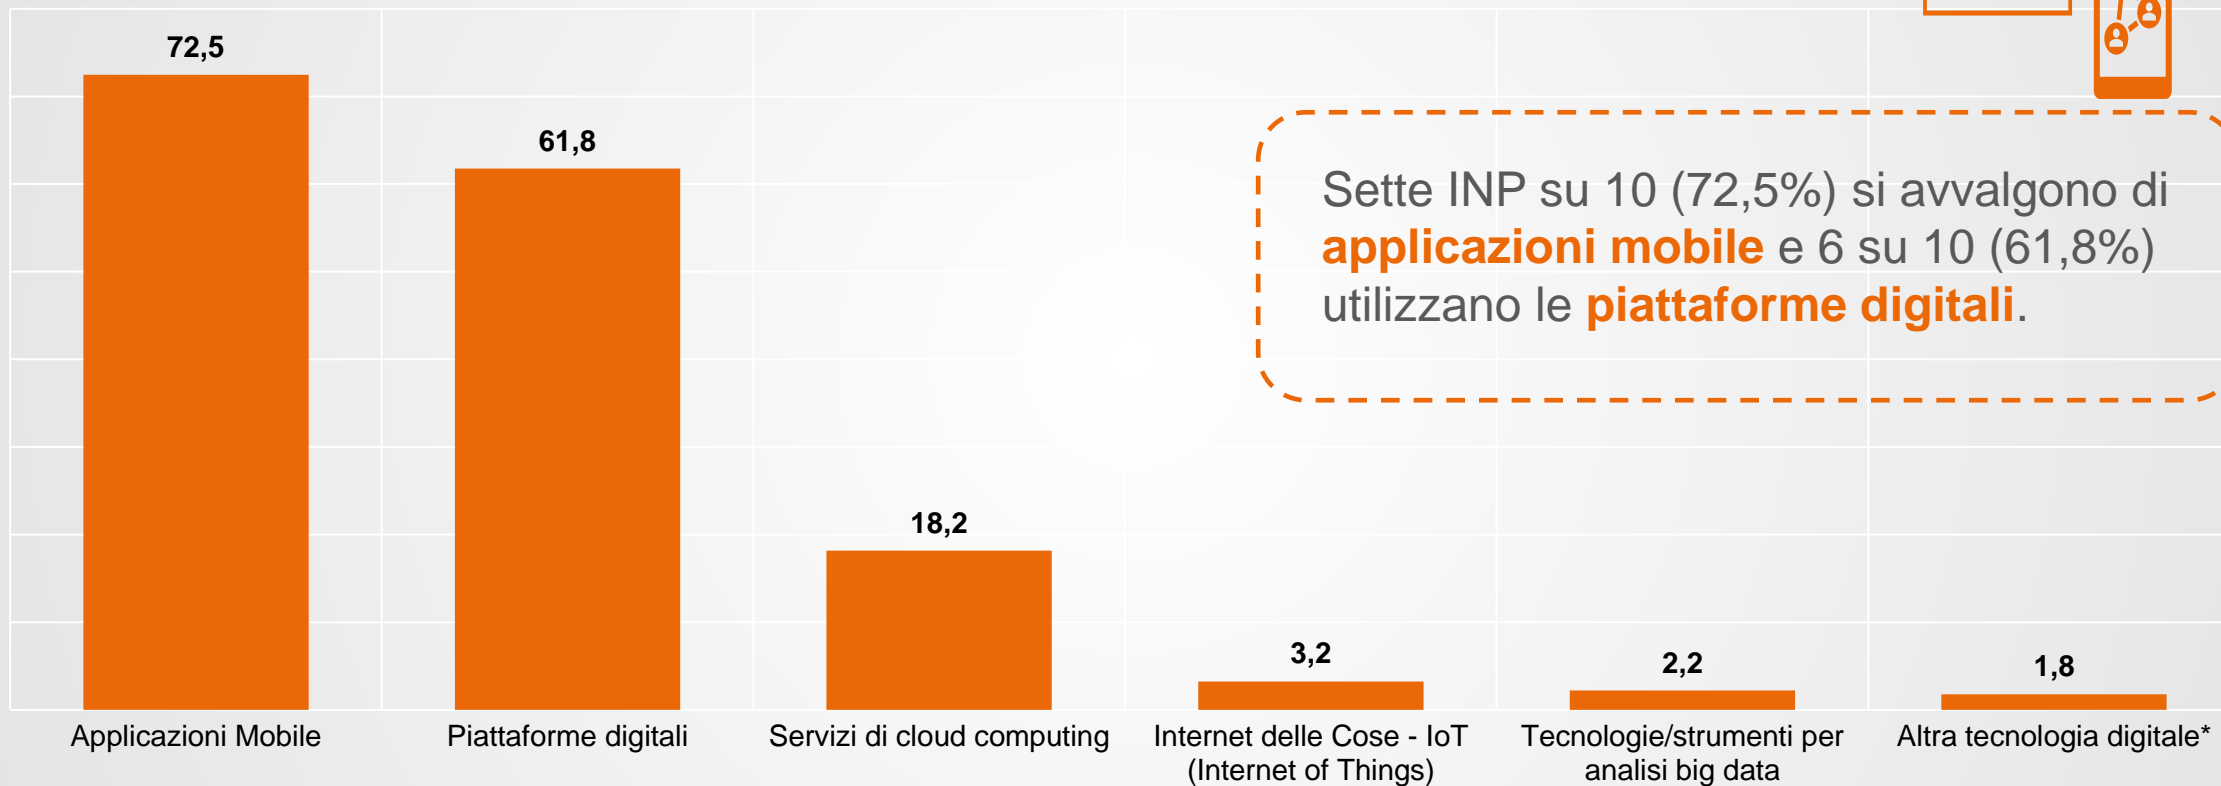 72,5
61,8
18,2
3,2
2,2
1,8
Sette INP su 10 (72,5%) si avvalgono di
applicazioni mobile e 6 su 10 (61,8%)
utilizzano le piattaforme digitali.
Applicazioni Mobile
Piattaforme digitali
Servizi di cloud computing
Internet delle Cose - IoT
(Internet of Things)
Tecnologie/strumenti per
analisi big data
Altra tecnologia digitale*